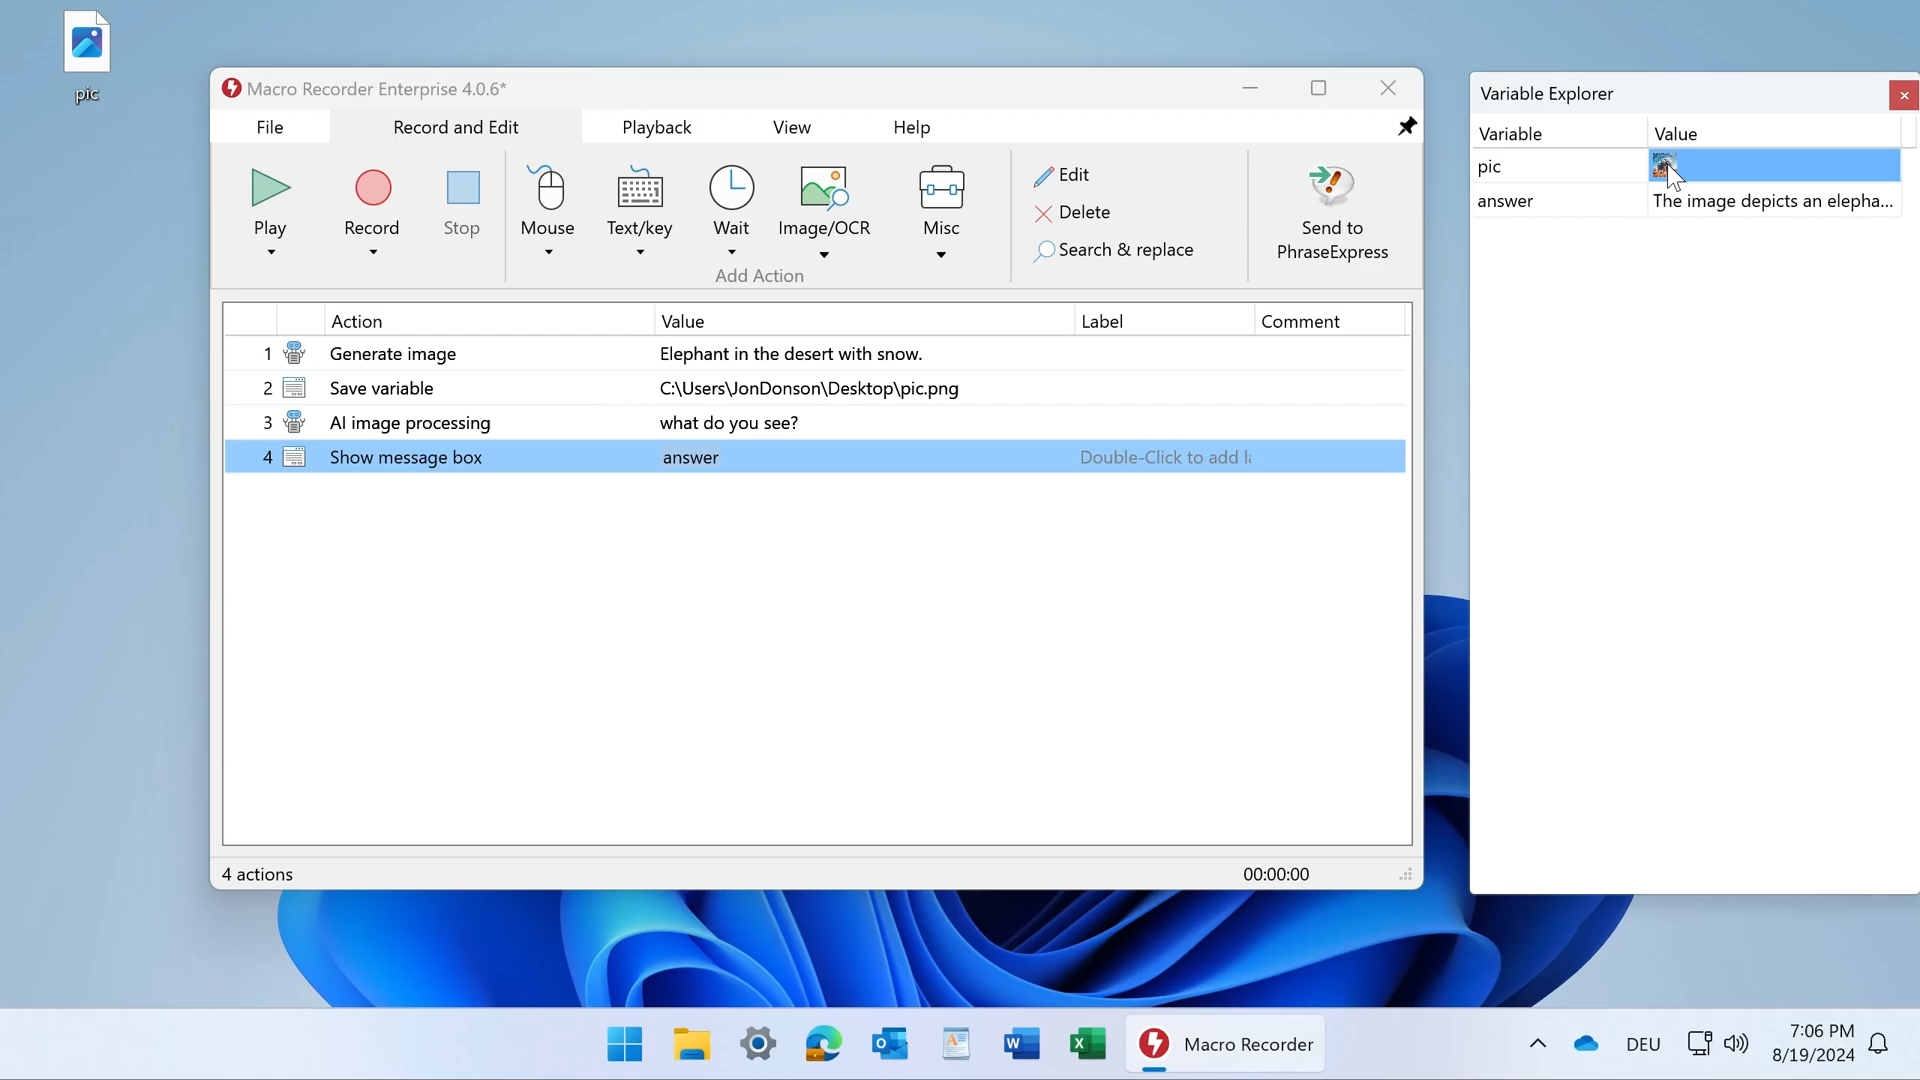 pic
Macro Recorder Enterprise 4.0.6*
File
Record and Edit
Playback
View
Help
Play
Record
Stop
Mouse
Text/key
Wait
Image/OCR
Misc
Add Action
Edit
Delete
Search & replace
Send to
PhraseExpress
Action
Value
Label
Comment
1 Generate image Elephant in the desert with snow.
2 Save variable C:\Users\JonDonson\Desktop\pic.png
3 AI image processing what do you see?
4 Show message box answer Double-Click to add la
4 actions
00:00:00
Variable Explorer
Variable Value
pic
answer The image depicts an elepha...
Macro Recorder
DEU
7:06 PM
8/19/2024